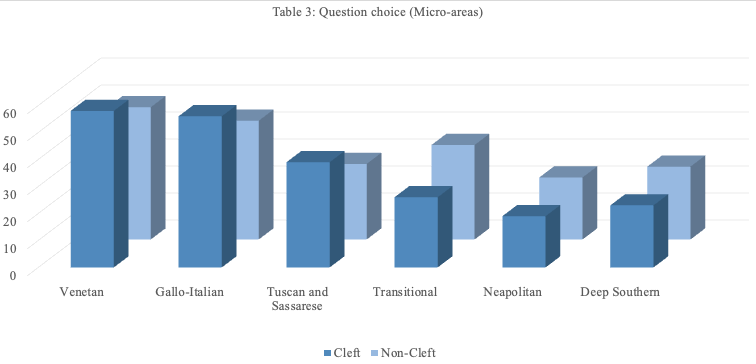 Table 3: Question choice (Micro-areas)
60
50
40
30
20
10
0
Venetan
Gallo-Italian
Tuscan and
Sassarese
Transitional
Neapolitan
Deep Southern
Cleft
Non-Cleft